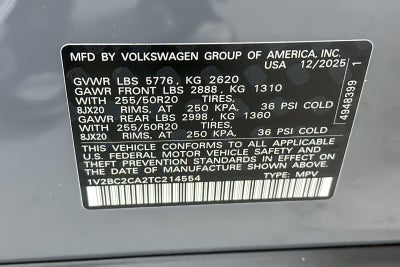 MFD BY VOLKSWAGEN GROUP OF AMERICA, INC.
USA 12/2025
GVWR LBS 5776, KG 2620
GAWR FRONT LBS 2888, KG 1310
WITH 255/50R20 TIRES,
8JX20 RIMS, AT 250 KPA, 36 PSI COLD
GAWR REAR LBS 2998, KG 1360
WITH 255/50R20 TIRES,
8JX20 RIMS, AT 250 KPA, 36 PSI COLD
THIS VEHICLE CONFORMS TO ALL APPLICABLE
U.S. FEDERAL MOTOR VEHICLE
SAFETY STANDARDS IN EFFECT ON THE
DATE OF MANUFACTURE SHOWN ABOVE.
THEFT PREVENTION STANDARD
1V2BC2CA2TC214554 TYPE: MPV
4948399 1